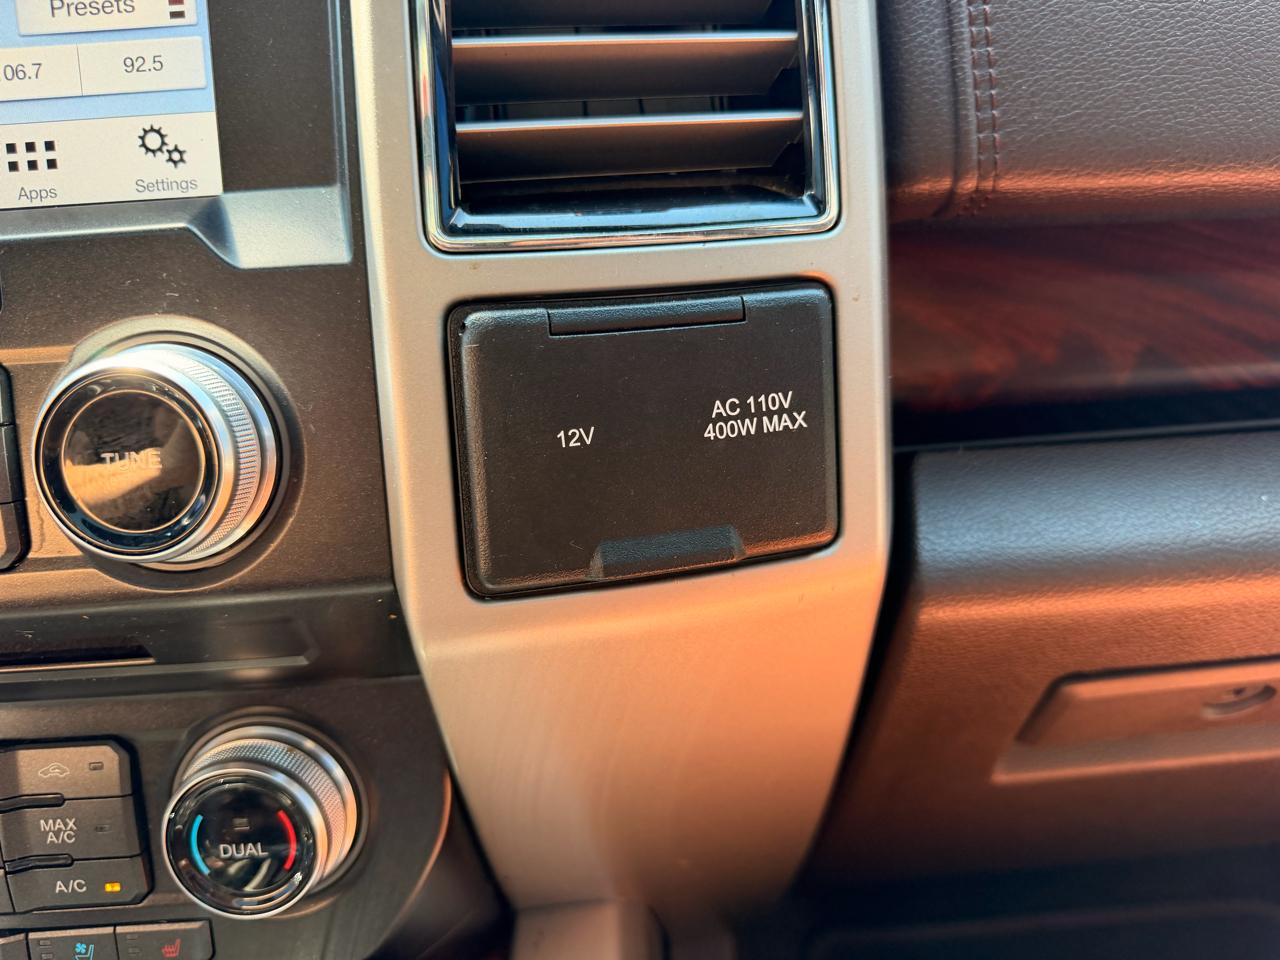 Presets
06.7
92.5
Apps
Settings
TUNE
12V
AC 110V
400W MAX
MAX
A/C
A/C
DUAL